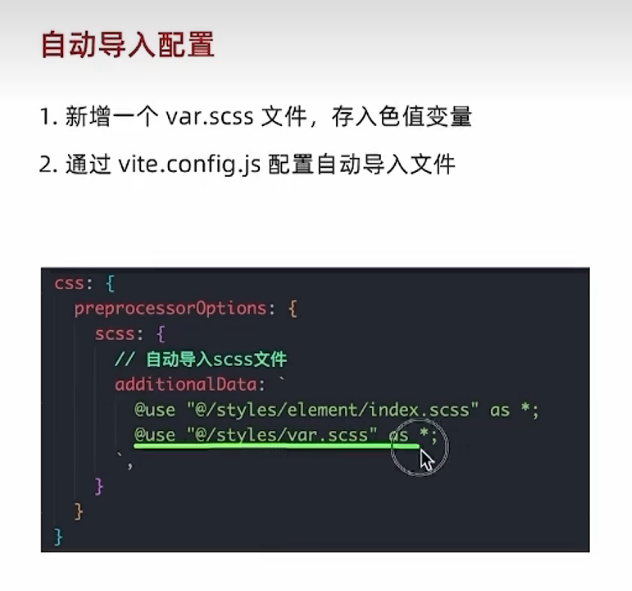 自动导入配置
1. 新增一个 var.scss 文件，存入色值变量
2. 通过 vite.config.js 配置自动导入文件
css: {
preprocessorOptions: {
scss: {
// 自动导入scss文件
additionalData: `
@use "@/styles/element/index.scss" as *;
@use "@/styles/var.scss" as *;
`,
}
}
}